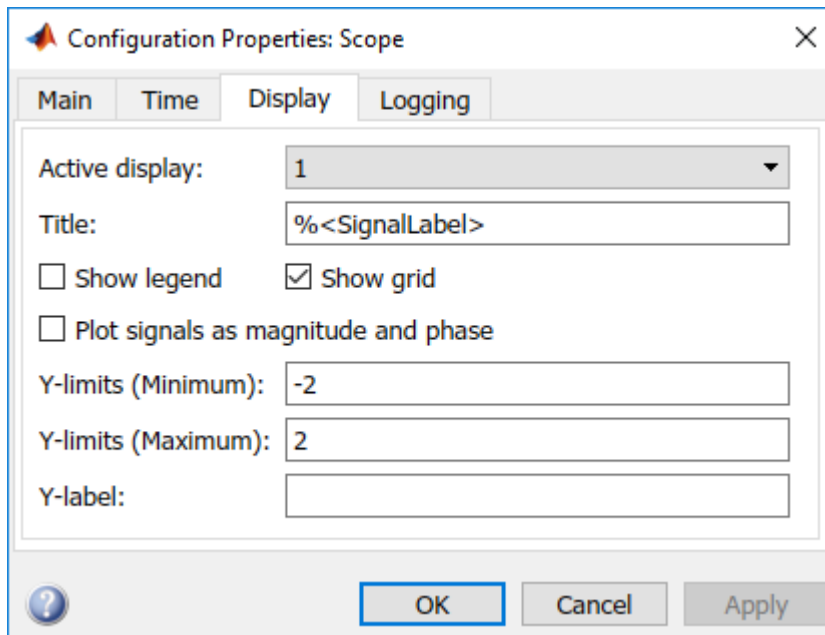 Configuration Properties: Scope
Main Time Display Logging
Active display: 1
Title: %<SignalLabel>
Show legend Show grid
Plot signals as magnitude and phase
Y-limits (Minimum): -2
Y-limits (Maximum): 2
Y-label:
? OK Cancel Apply